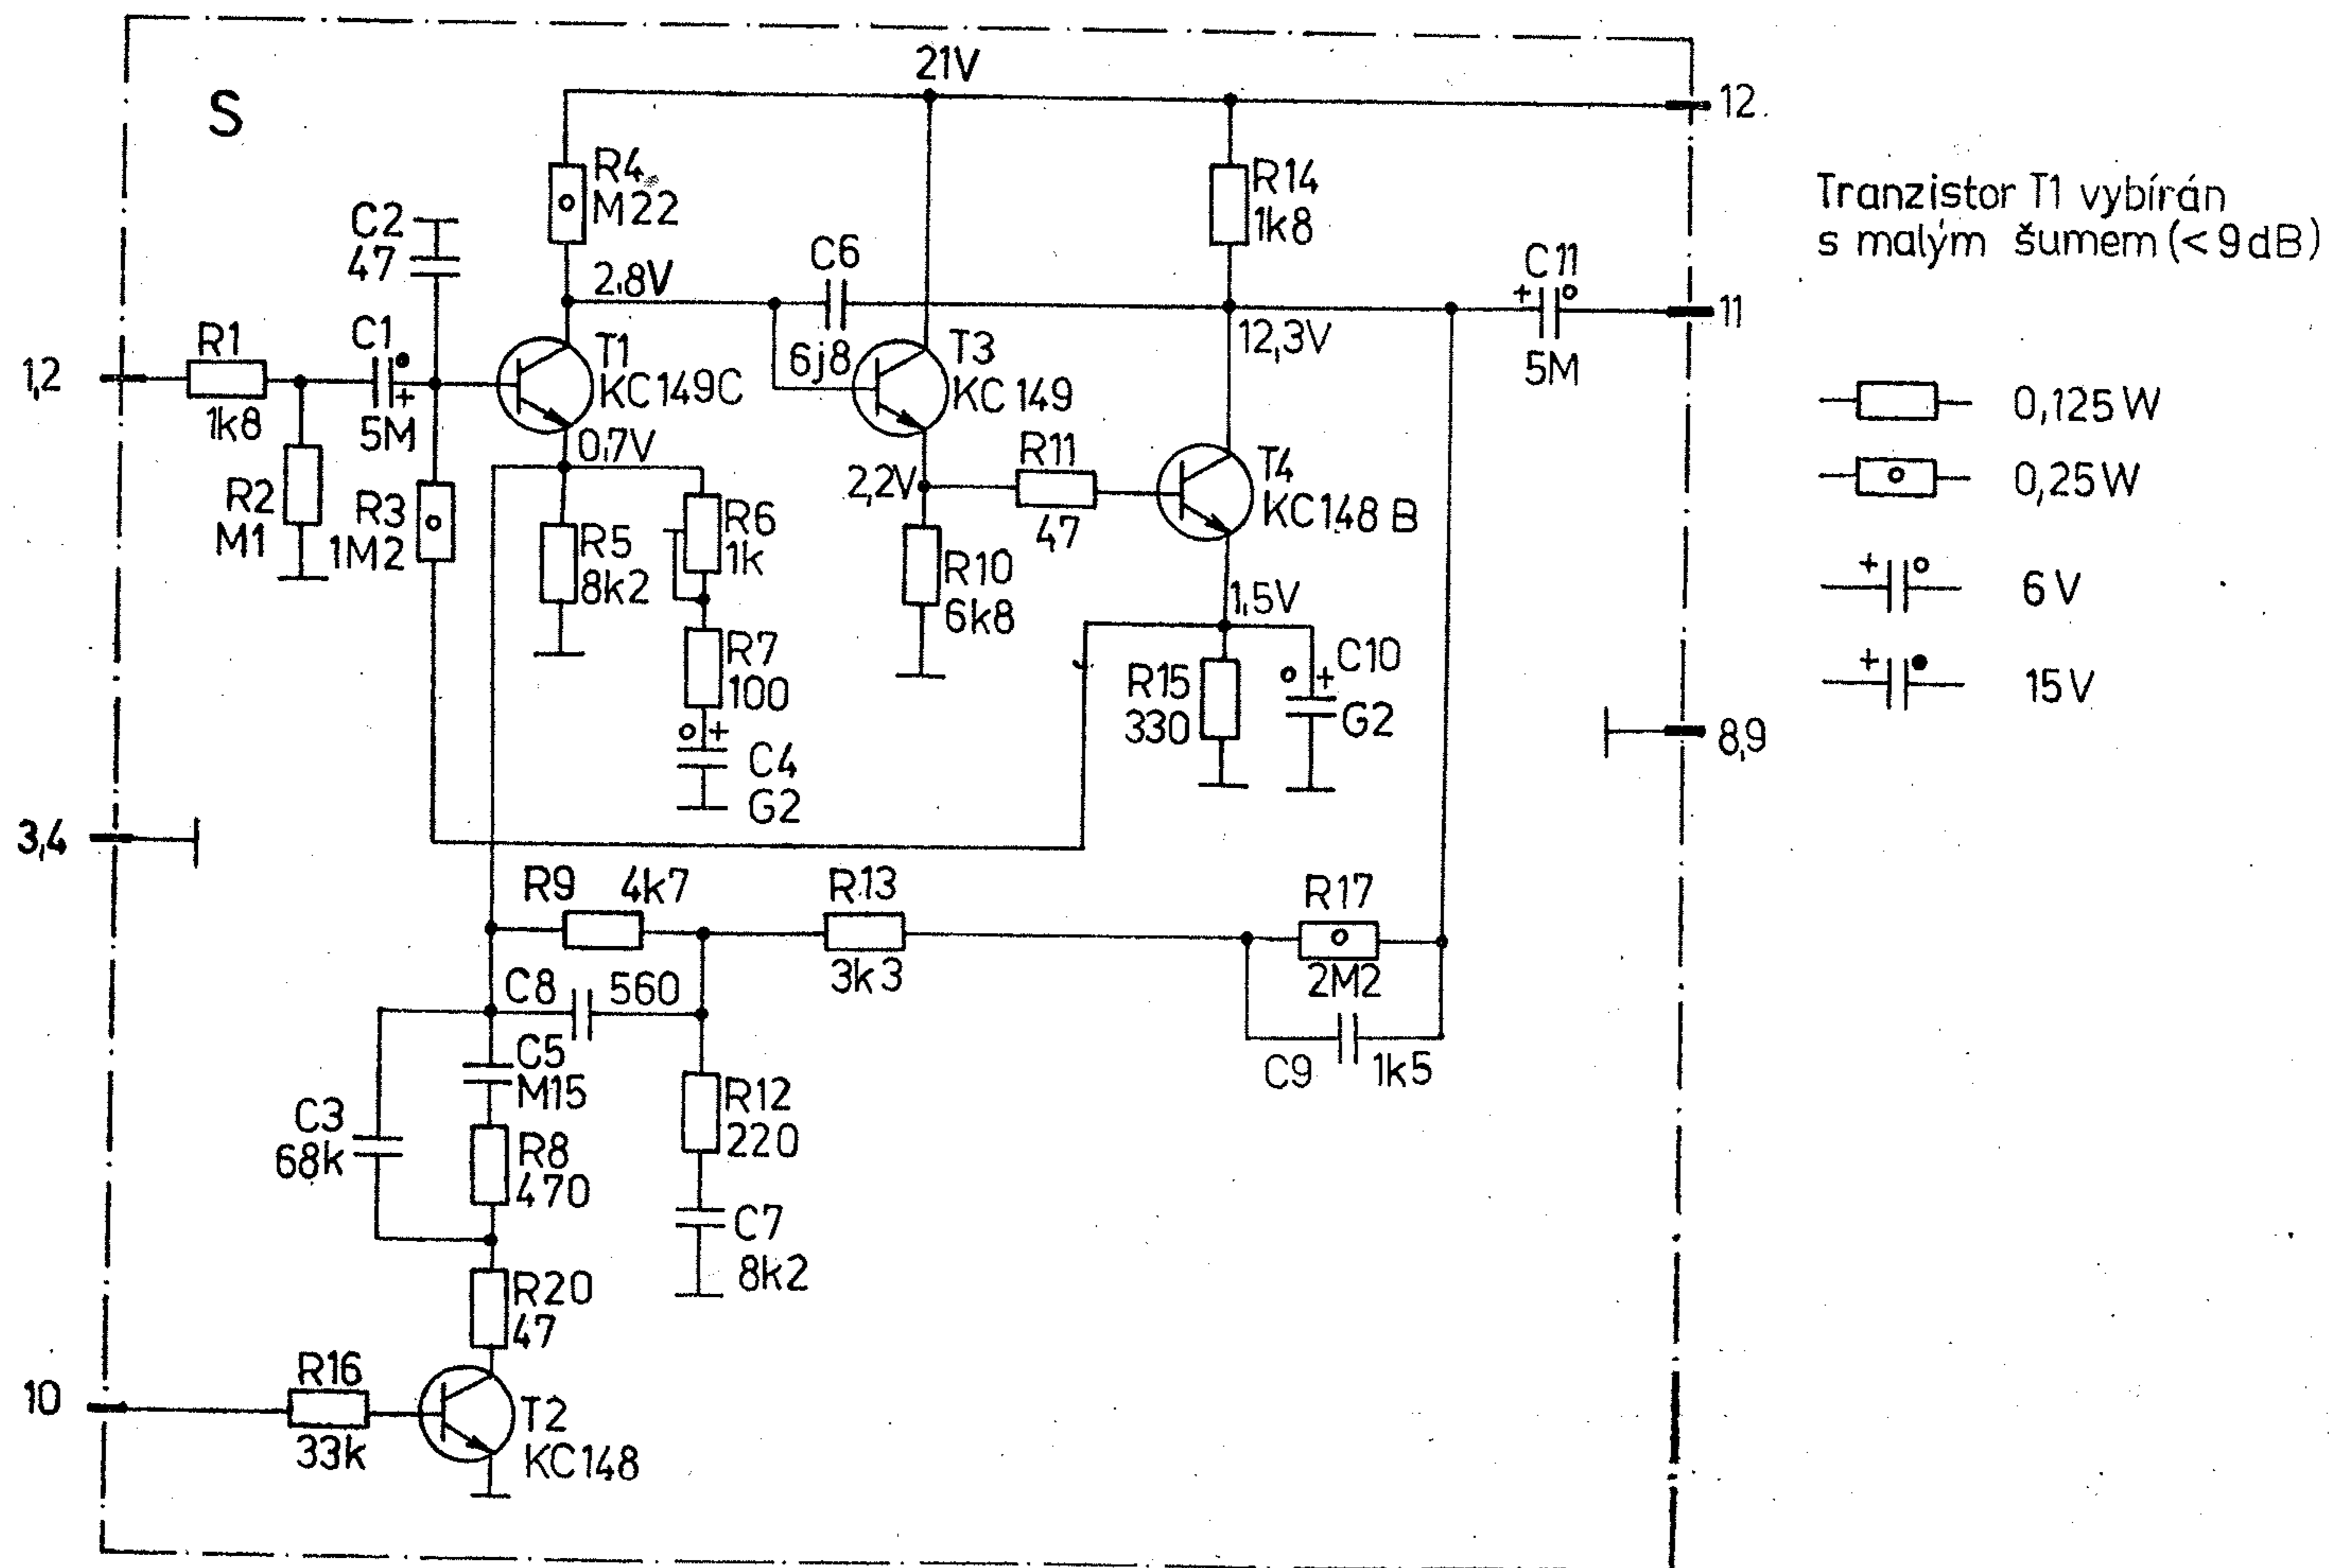 S
21V
12
R4
M22
R14
1k8
C2
47
2,8V
C6
6j8
12,3V
C11
5M
11
1,2
R1
1k8
C1
5M
T1
KC149C
T3
KC149
0,7V
R2
M1
R3
1M2
R5
8k2
R6
1k
R7
100
C4
G2
2,2V
R11
47
T4
KC148 B
R10
6k8
1,5V
R15
330
C10
G2
8,9
3,4
R9 4k7
R13
3k3
R17
2M2
C8 560
C9 1k5
C5
M15
C3
68k
R8
470
R12
220
C7
8k2
R20
47
10
R16
33k
T2
KC148
Tranzistor T1 vybírán
s malým šumem (<9dB)
0,125W
0,25W
6V
15V